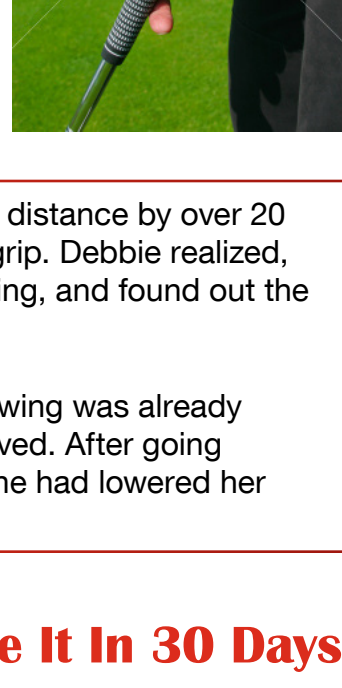 distance by over 20
grip. Debbie realized,
ing, and found out the
wing was already
ved. After going
he had lowered her
e It In 30 Days